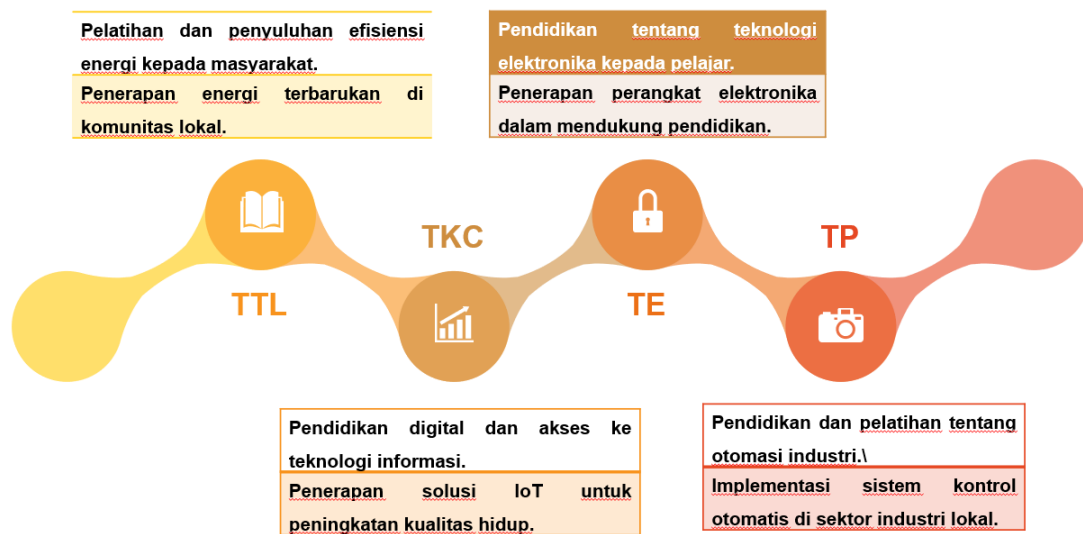 Pelatihan dan penyuluhan efisiensi
energi kepada masyarakat.
Penerapan energi terbarukan di
komunitas lokal.
Pendidikan tentang teknologi
elektronika kepada pelajar.
Penerapan perangkat elektronika
dalam mendukung pendidikan.
TTL
TKC
TE
TP
Pendidikan digital dan akses ke
teknologi informasi.
Penerapan solusi IoT untuk
peningkatan kualitas hidup.
Pendidikan dan pelatihan tentang
otomasi industri.\
Implementasi sistem kontrol
otomatis di sektor industri lokal.